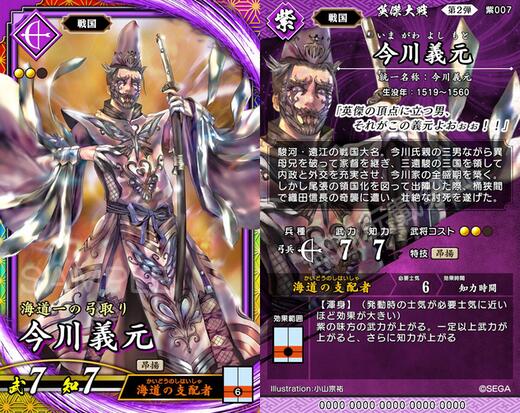 戦国
海道一の弓取り
今川義元
昂揚
武7 知7
かいどうのしはいしゃ
海道の支配者
6
SAMPLE
紫
戦国
英傑大戦
第2弾
紫007
いま がわ よし もと
今川義元
統一名称：今川義元
生没年：1519～1560
「英傑の頂点に立つ男、
それがこの義元よおぉぉ！！」
駿河・遠江の戦国大名。今川氏親の三男ながら異
母兄を破って家督を継ぎ、三遠駿の三国を領して
内政と外交を充実させ、今川家の全盛期を築く。
しかし尾張の領国化を図って出陣した際、桶狭間
で織田信長の奇襲に遭い、壮絶な討死を遂げた。
兵種 武力 知力 武将コスト
弓兵 7 7
特技 昂揚
かいどうのしはいしゃ
海道の支配者
必要士気
6
効果時間
知力時間
効果範囲
【渾身】（発動時の士気が必要士気に近い
ほど効果が大きい）
紫の味方の武力が上がる。一定以上武力が
上がると、さらに知力が上がる
Illustration:小山宗祐
©SEGA
0000 0000 0000 0000 0000